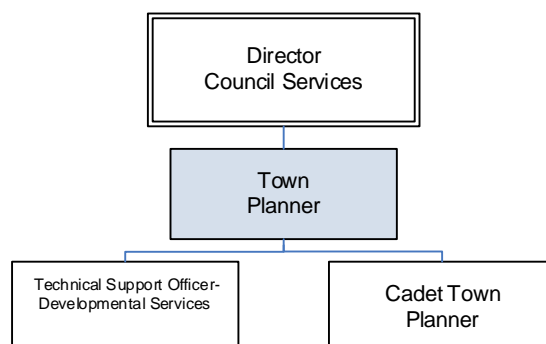 Director
Council Services
Town
Planner
Technical Support Officer-
Developmental Services
Cadet Town
Planner